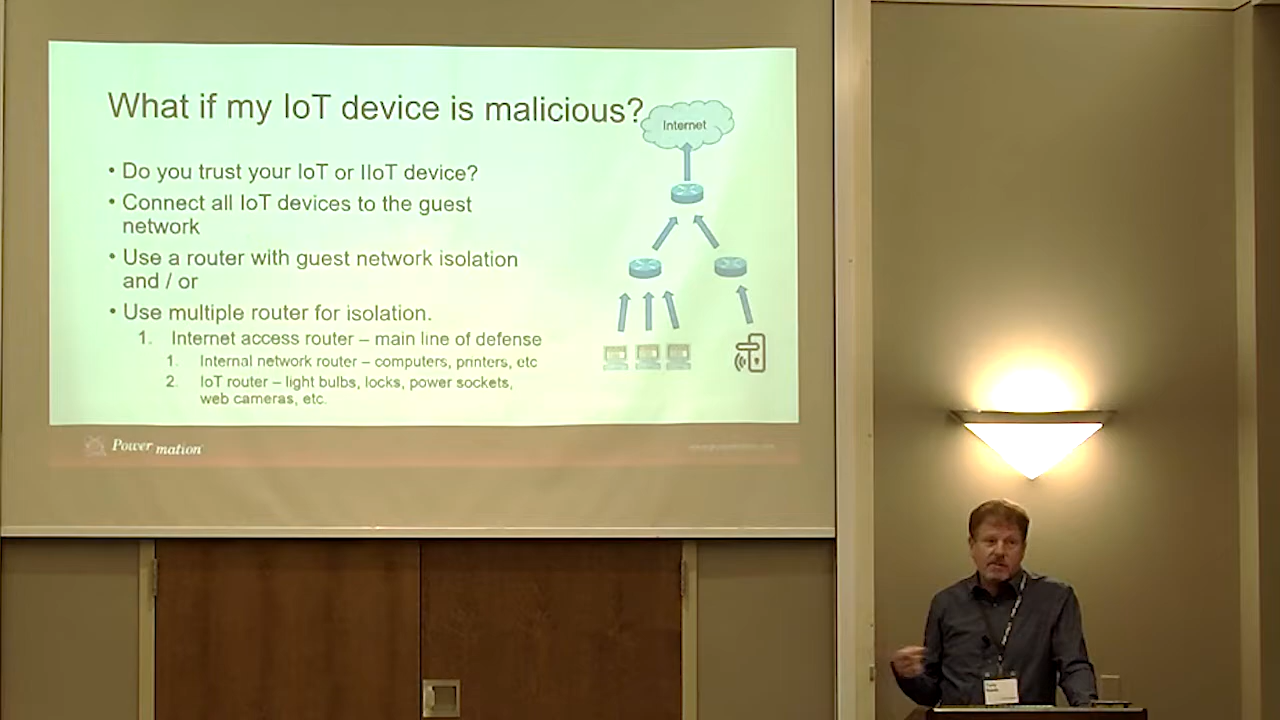 What if my IoT device is malicious?
Internet
• Do you trust your IoT or IIoT device?
• Connect all IoT devices to the guest
network
• Use a router with guest network isolation
and / or
• Use multiple router for isolation.
1. Internet access router – main line of defense
1. Internal network router – computers, printers, etc
2. IoT router – light bulbs, locks, power sockets,
web cameras, etc.
Power mation